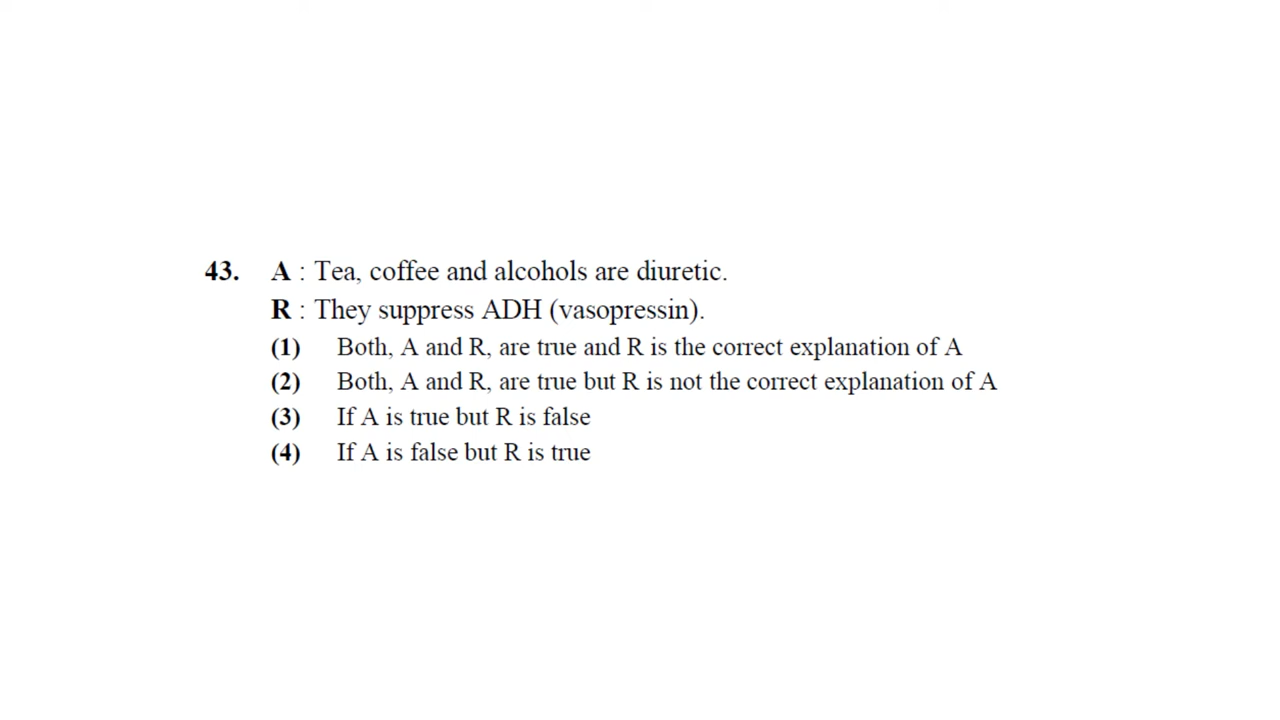 43. A : Tea, coffee and alcohols are diuretic.
R : They suppress ADH (vasopressin).
(1) Both, A and R, are true and R is the correct explanation of A
(2) Both, A and R, are true but R is not the correct explanation of A
(3) If A is true but R is false
(4) If A is false but R is true